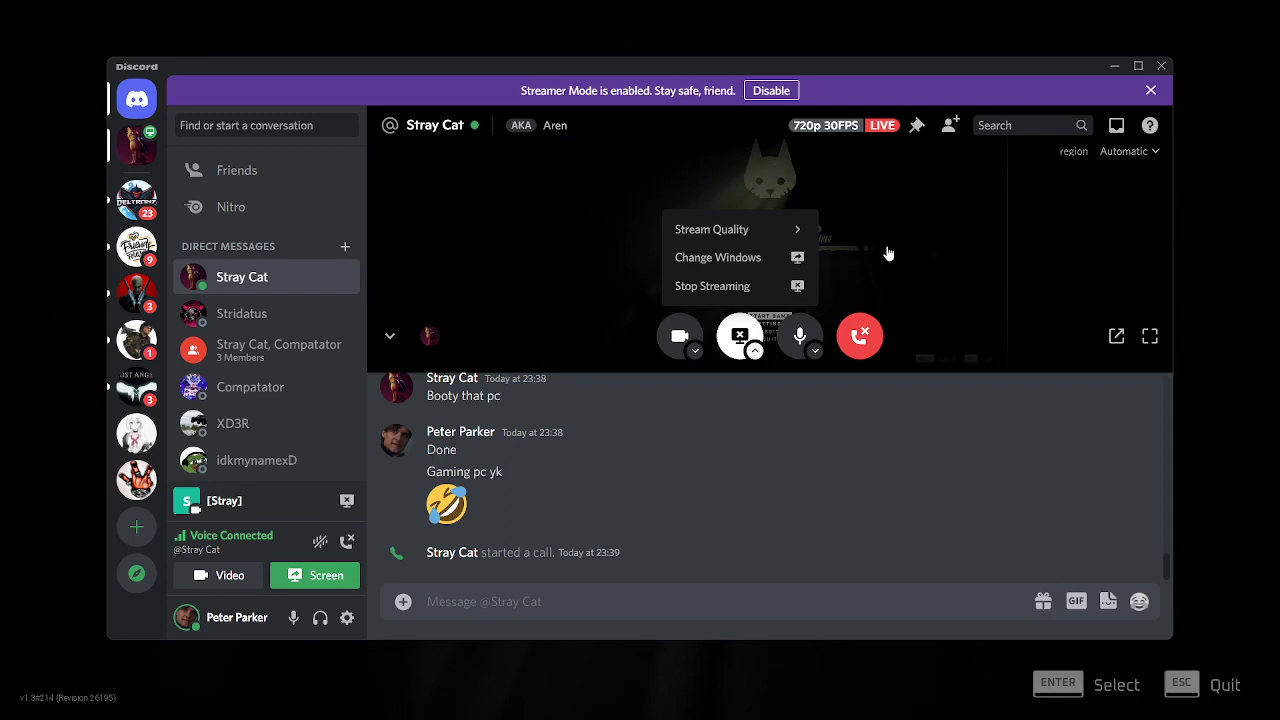 Discord
Streamer Mode is enabled. Stay safe, friend.
Disable
Find or start a conversation
Stray Cat
AKA
Aren
720p 30FPS
LIVE
Search
region
Automatic
Friends
Nitro
DIRECT MESSAGES
Stray Cat
Stridatus
Stray Cat, Compatator
3 Members
Compatator
XD3R
idkmynamexD
S
[Stray]
Voice Connected
@Stray Cat
Video
Screen
Peter Parker
DELTRONZ
23
9
3
1
3
Stream Quality
Change Windows
Stop Streaming
START GAME
Stray Cat Today at 23:38
Booty that pc
Peter Parker Today at 23:38
Done
Gaming pc yk
Stray Cat started a call. Today at 23:39
Message @Stray Cat
GIF
v1.3#214 (Revision 26195)
ENTER
Select
ESC
Quit